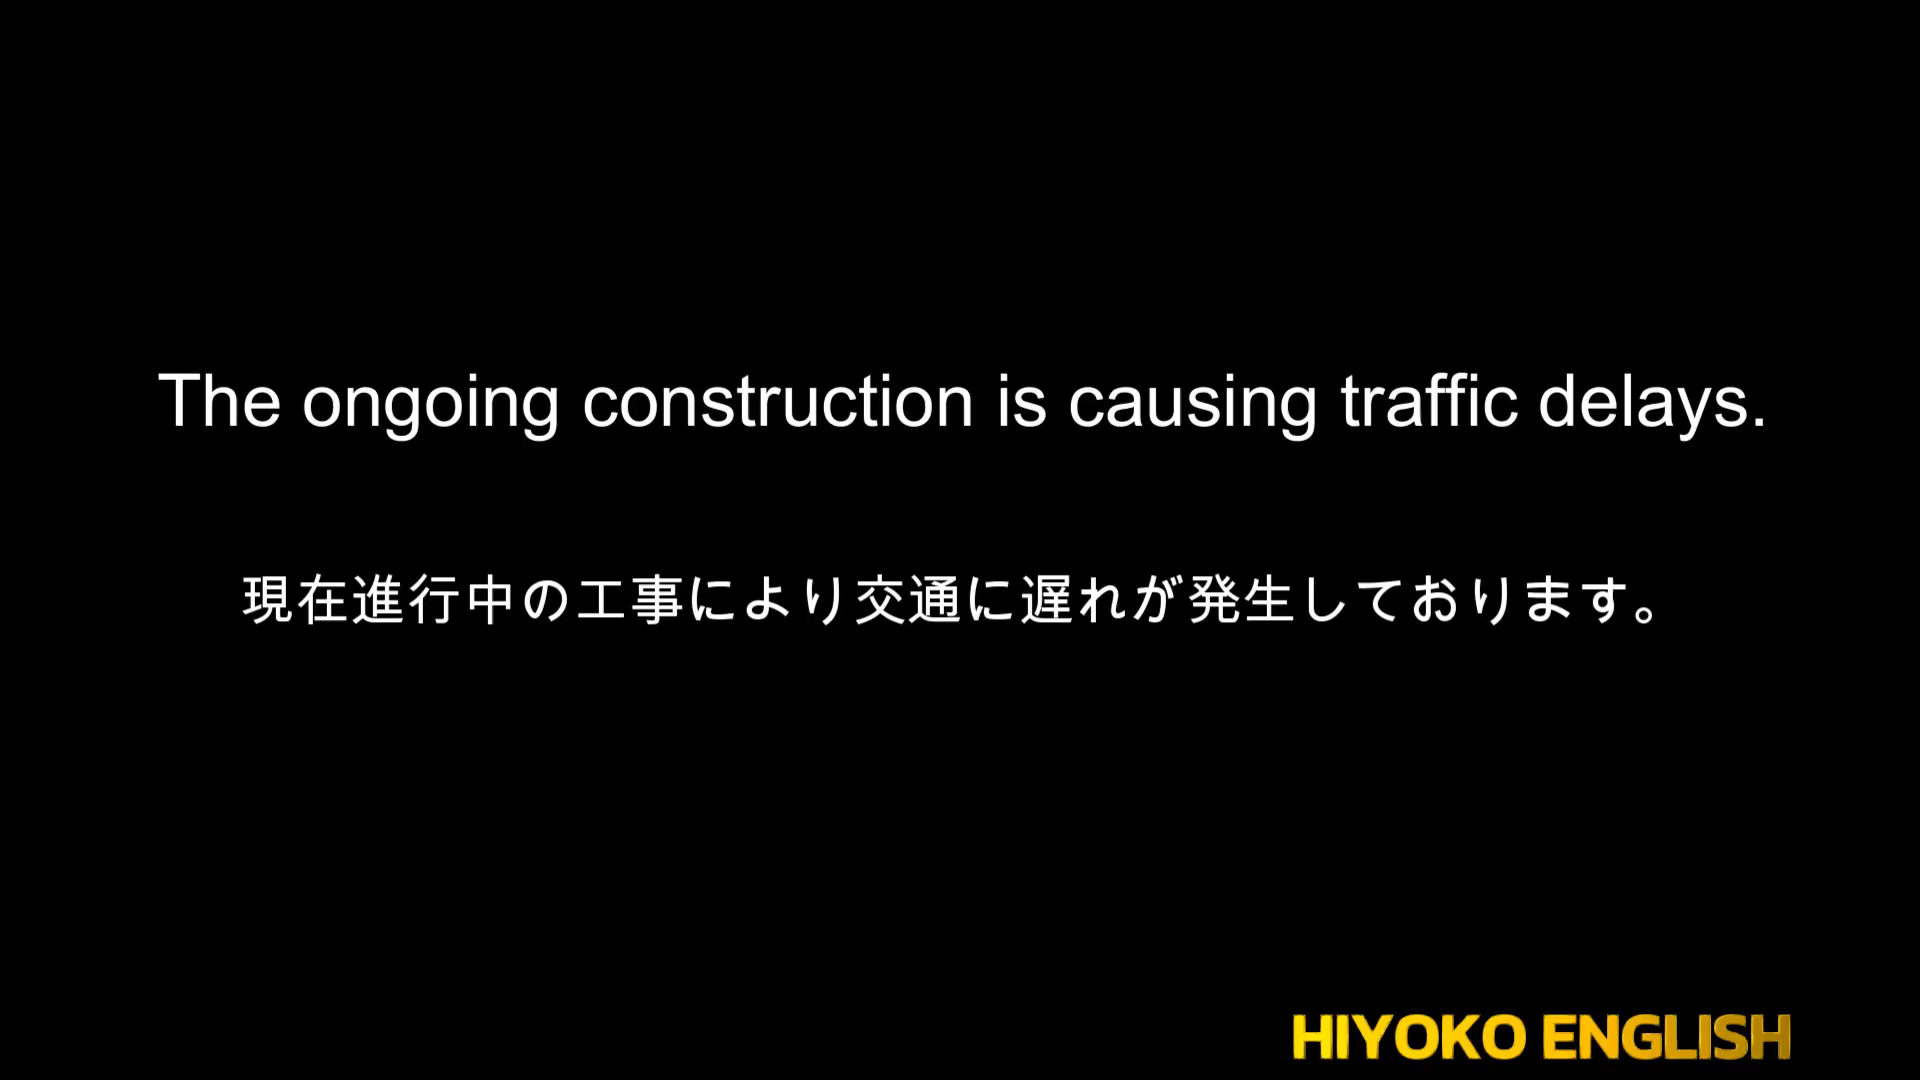 The ongoing construction is causing traffic delays.
現在進行中の工事により交通に遅れが発生しております。
HIYOKO ENGLISH